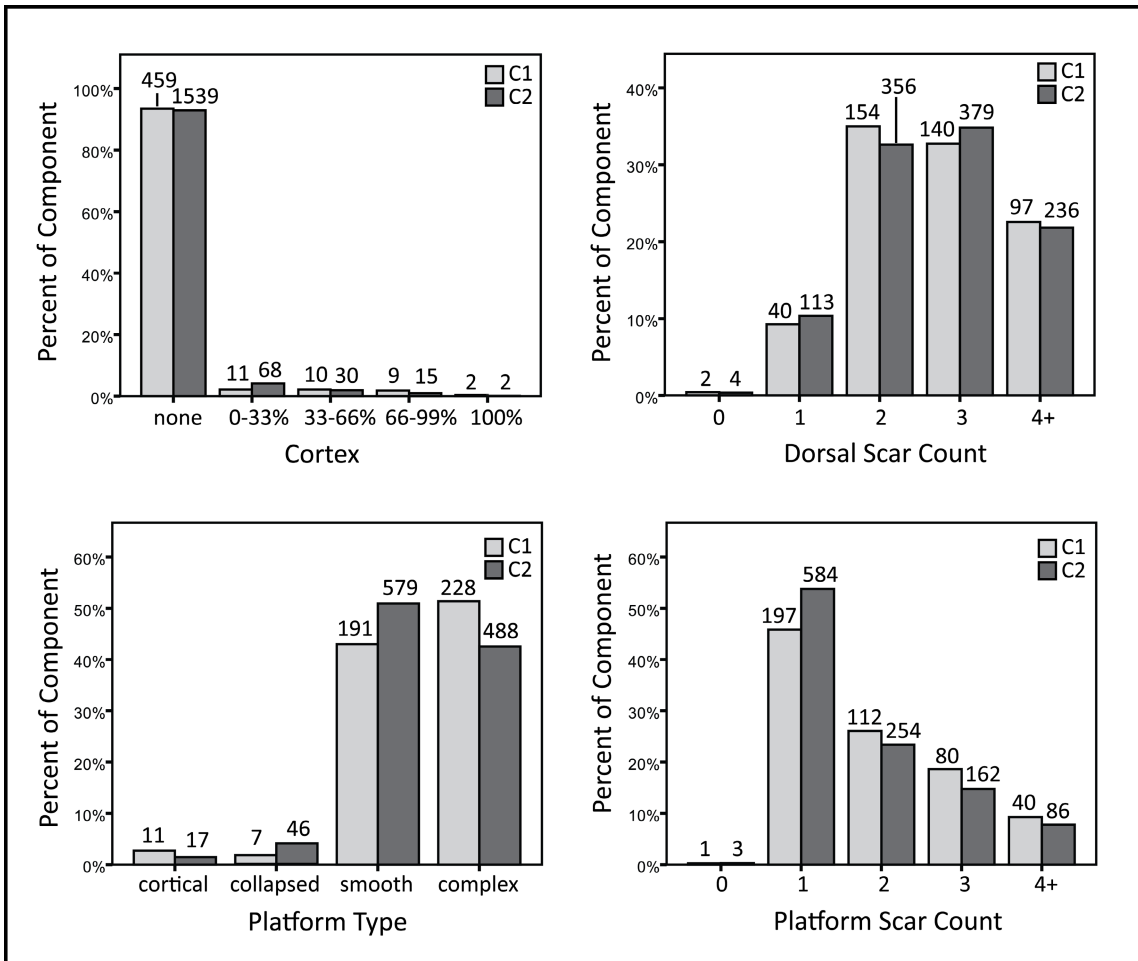 Percent of Component
100%
80%
60%
40%
20%
0%
459
1539
11 68
10 30
9 15
2 2
none 0-33% 33-66% 66-99% 100%
Cortex
C1
C2
Percent of Component
40%
30%
20%
10%
0%
2 4
40 113
154 356
140 379
97 236
0 1 2 3 4+
Dorsal Scar Count
C1
C2
Percent of Component
60%
50%
40%
30%
20%
10%
0%
11 17
7 46
191 579
228 488
cortical collapsed smooth complex
Platform Type
C1
C2
Percent of Component
60%
50%
40%
30%
20%
10%
0%
1 3
197 584
112 254
80 162
40 86
0 1 2 3 4+
Platform Scar Count
C1
C2